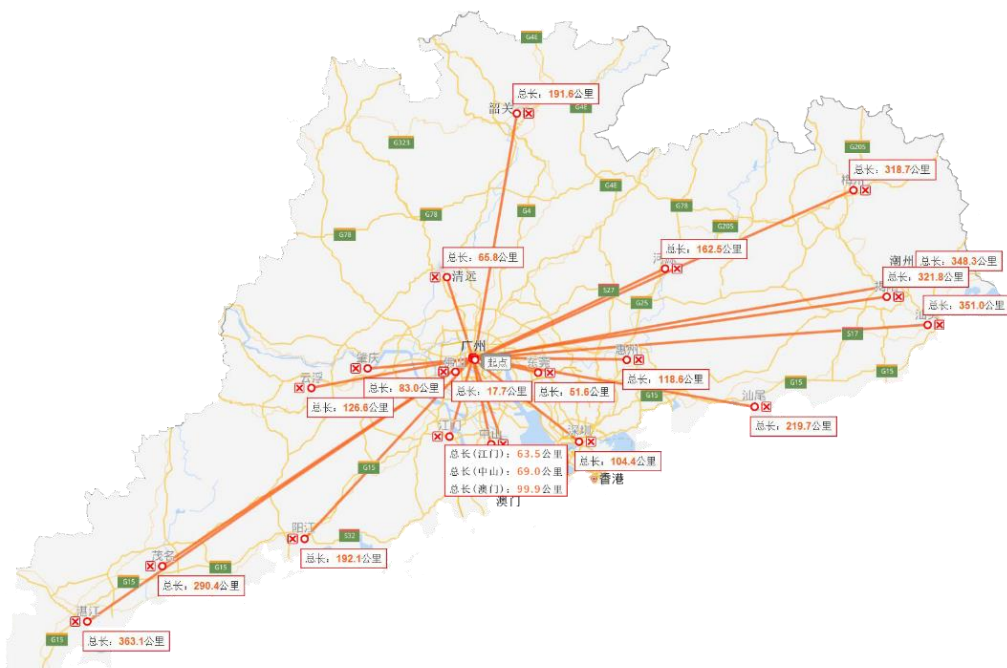 G45
总长：191.6公里
韶关
G45
G323
G205
总长：318.7公里
梅州
G48
G78
G4
G78
G78
G205
总长：162.5公里
总长：65.8公里
清远
潮州
总长：348.3公里
总长：321.8公里
S27
G25
总长：351.0公里
汕头
S17
广州
起点
东莞
惠州
肇庆
云浮
总长：83.0公里
总长：17.7公里
总长：51.6公里
总长：118.6公里
总长：126.6公里
G15
G15
G15
汕尾
总长：219.7公里
江门
中山
深圳
总长(江门)：63.5公里
总长(中山)：69.0公里
总长(澳门)：99.9公里
总长：104.4公里
香港
澳门
G15
阳江
S32
总长：192.1公里
茂名
G15
G15
总长：290.4公里
湛江
G15
总长：363.1公里